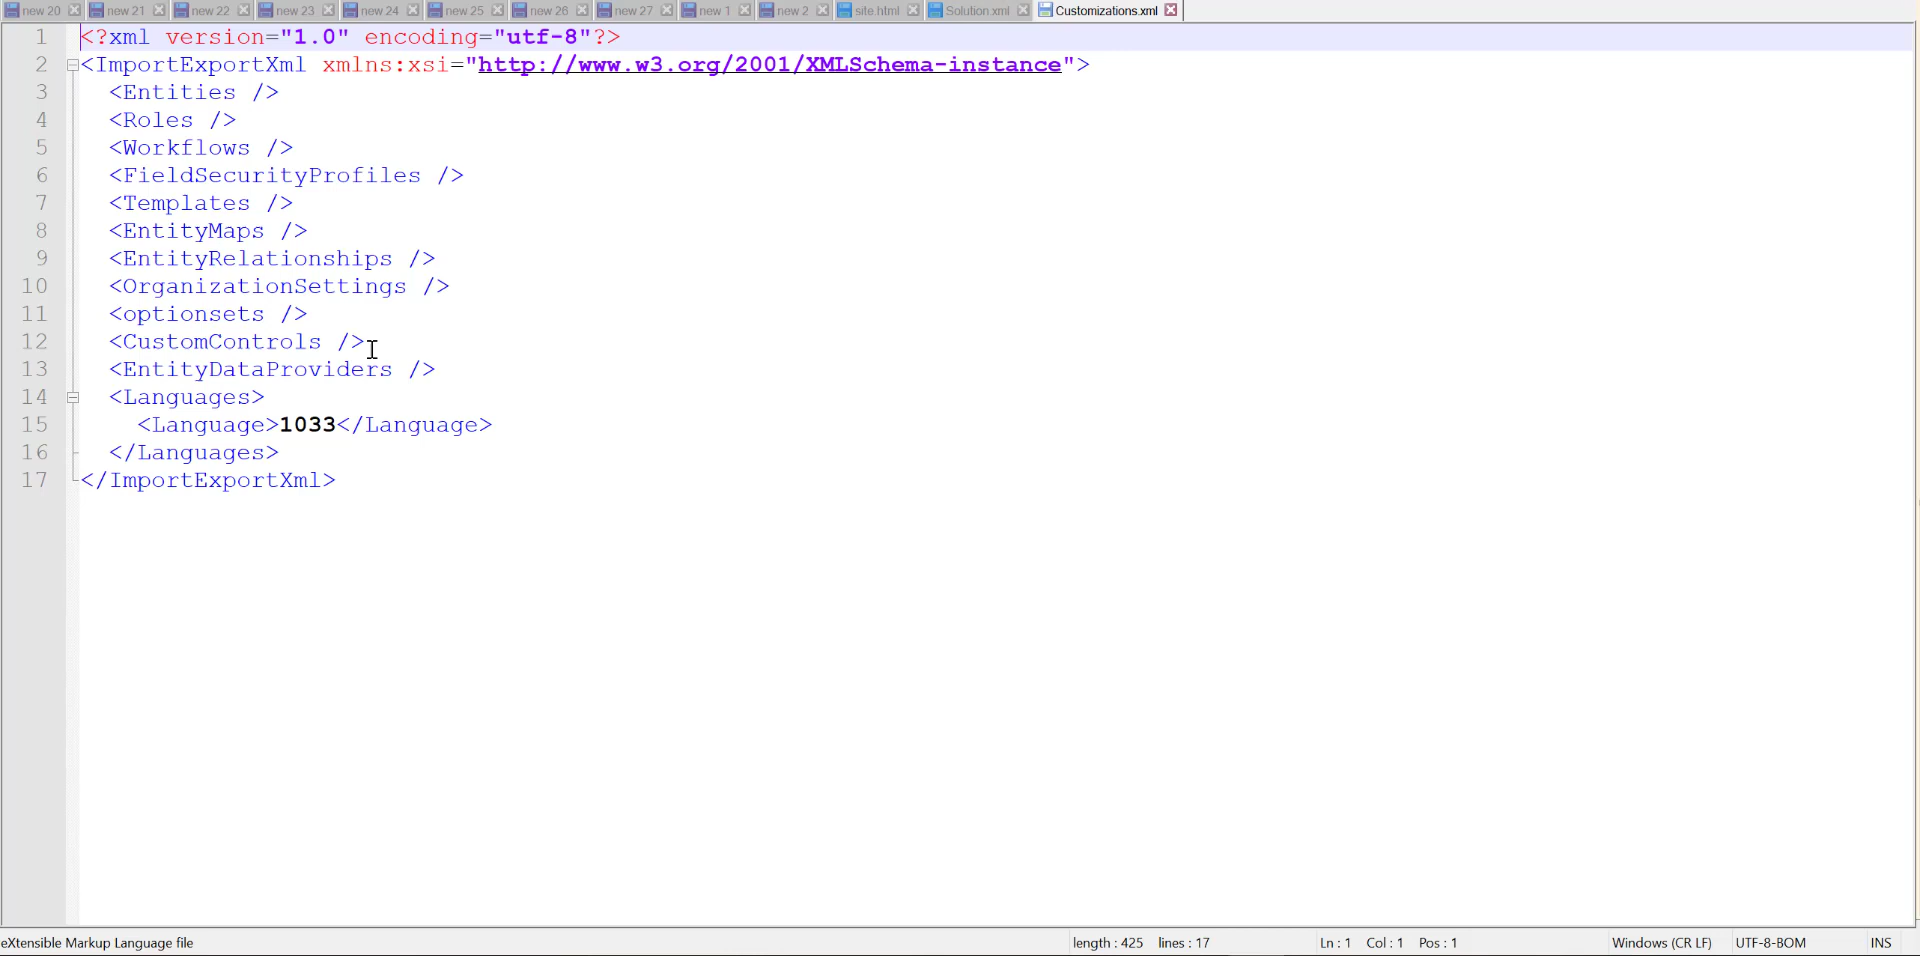 new 20 new 21 new 22 new 23 new 24 new 25 new 26 new 27 new 1 new 2 site.html Solution.xml Customizations.xml
1 <?xml version="1.0" encoding="utf-8"?>
2 <ImportExportXml xmlns:xsi="http://www.w3.org/2001/XMLSchema-instance">
3 <Entities />
4 <Roles />
5 <Workflows />
6 <FieldSecurityProfiles />
7 <Templates />
8 <EntityMaps />
9 <EntityRelationships />
10 <OrganizationSettings />
11 <optionsets />
12 <CustomControls />
13 <EntityDataProviders />
14 <Languages>
15 <Language>1033</Language>
16 </Languages>
17 </ImportExportXml>
eXtensible Markup Language file length : 425 lines : 17 Ln : 1 Col : 1 Pos : 1 Windows (CR LF) UTF-8-BOM INS